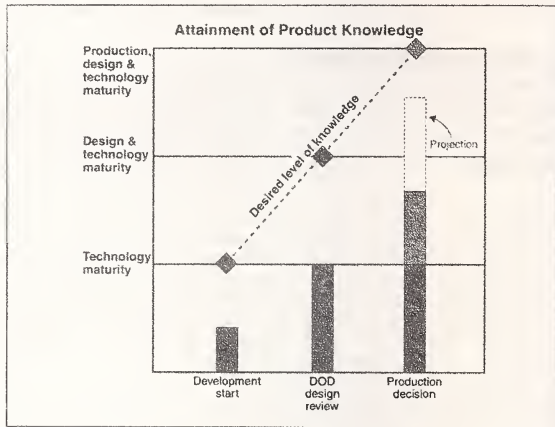 Attainment of Product Knowledge
Production,
design &
technology
maturity
Design &
technology
maturity
Technology
maturity
Desired level of knowledge
Projection
Development
start
DOD
design
review
Production
decision